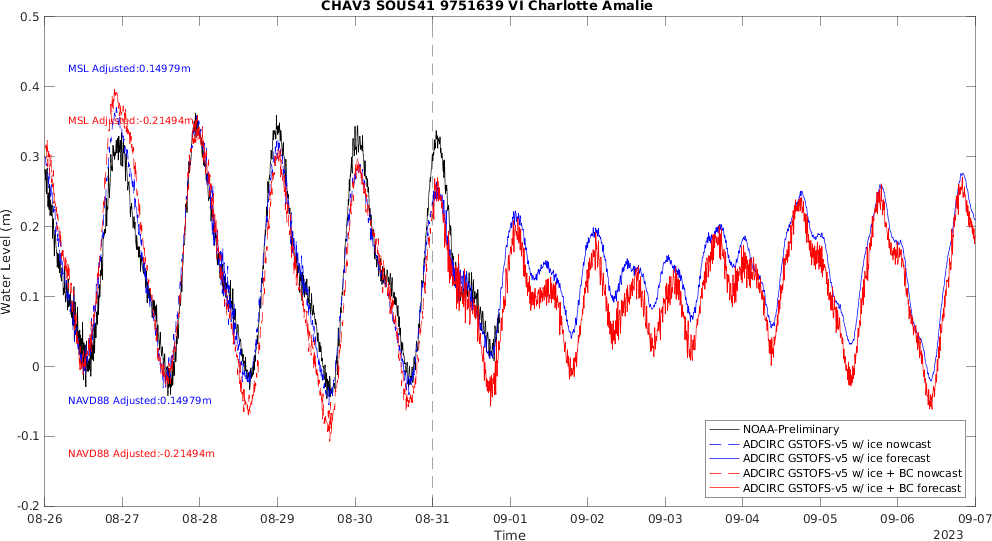 CHAV3 SOUS41 9751639 VI Charlotte Amalie
0.5
0.4
0.3
0.2
0.1
0
-0.1
-0.2
Water Level (m)
MSL Adjusted:0.14979m
MSL Adjusted:-0.21494m
NAVD88 Adjusted:0.14979m
NAVD88 Adjusted:-0.21494m
NOAA-Preliminary
ADCIRC GSTOFS-v5 w/ ice nowcast
ADCIRC GSTOFS-v5 w/ ice forecast
ADCIRC GSTOFS-v5 w/ ice + BC nowcast
ADCIRC GSTOFS-v5 w/ ice + BC forecast
08-26 08-27 08-28 08-29 08-30 08-31 09-01 09-02 09-03 09-04 09-05 09-06 09-07
Time
2023